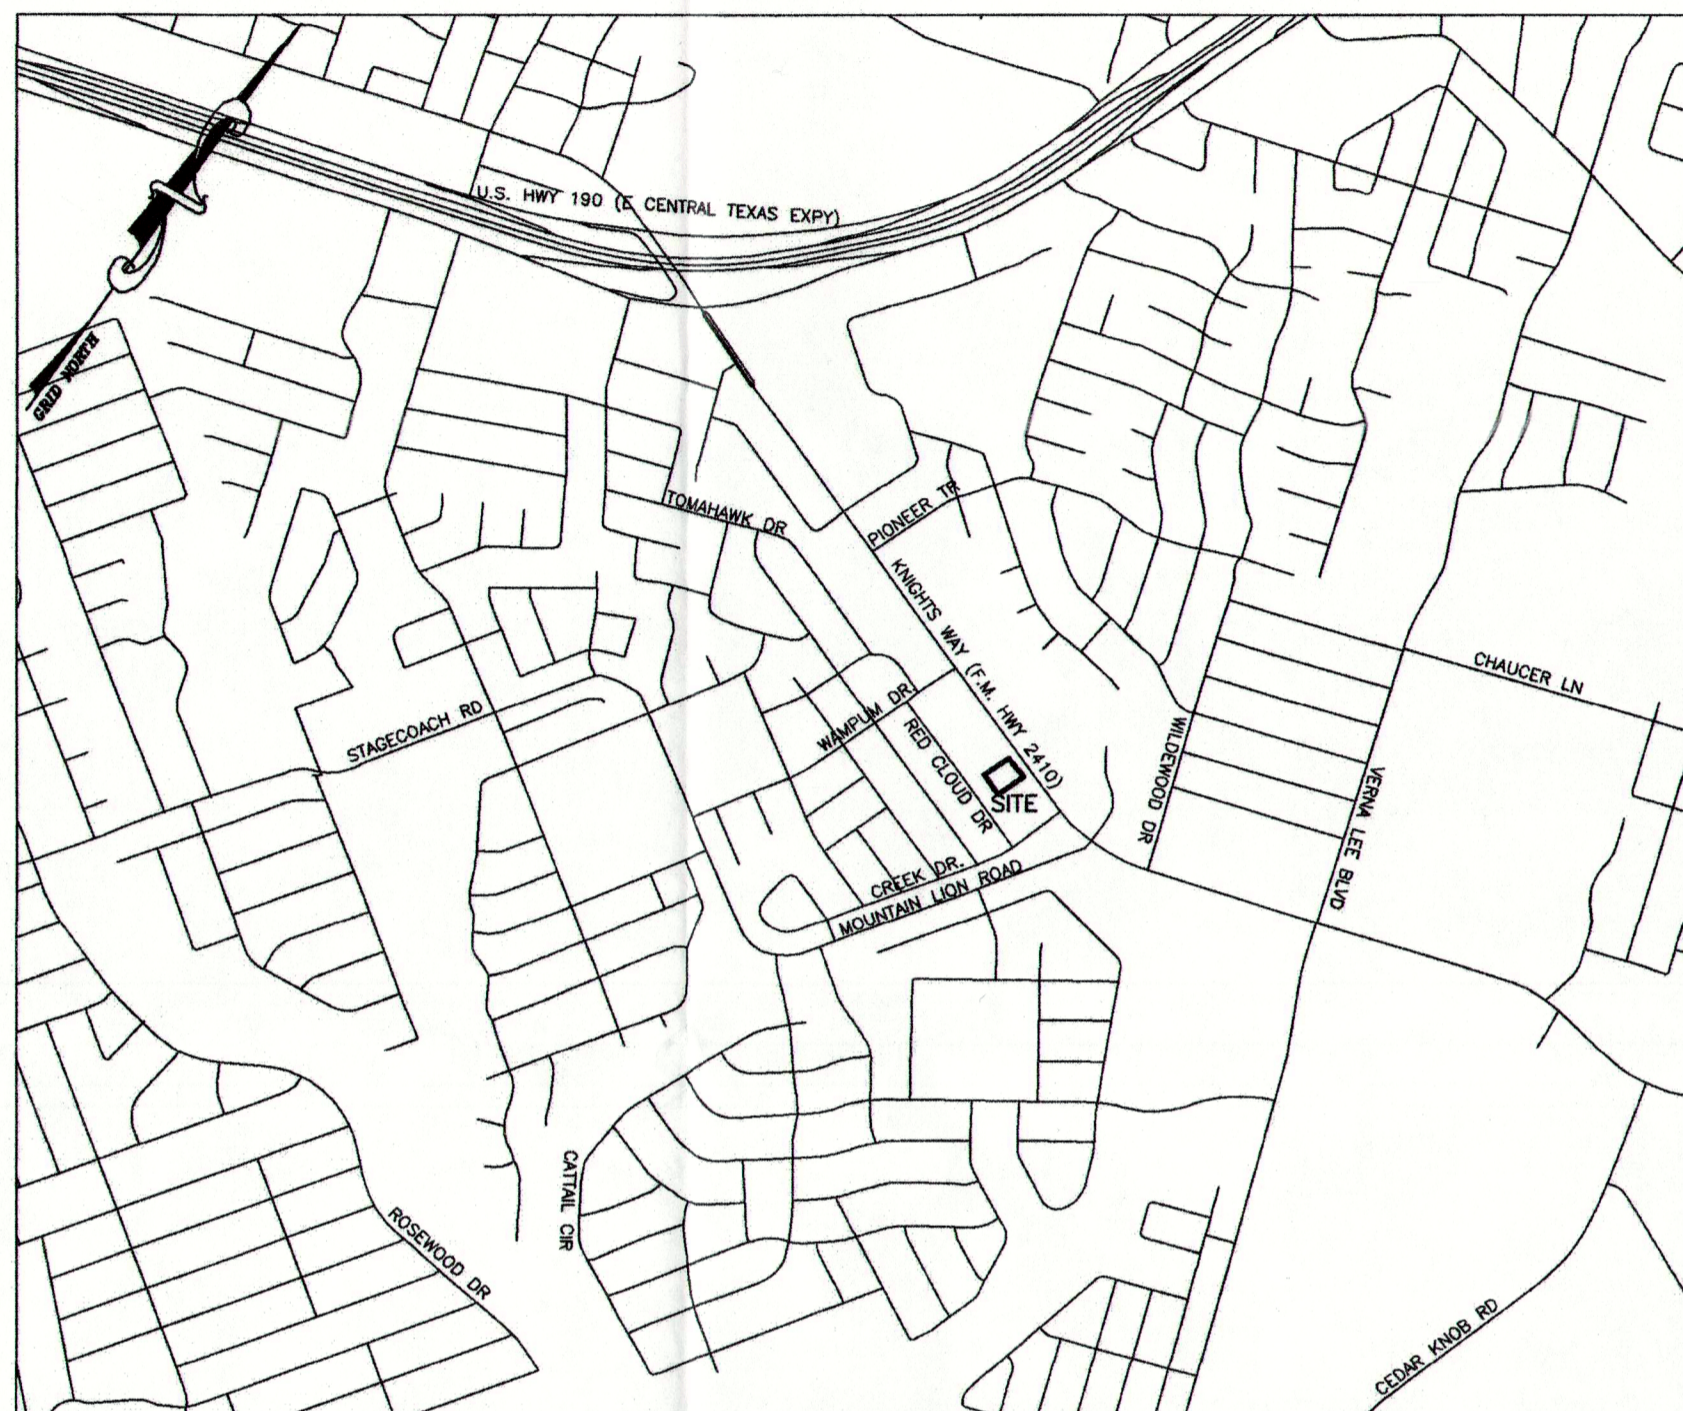 U.S. HWY 190 (E CENTRAL TEXAS EXPY)
GRID NORTH
TOMAHAWK DR
PIONEER TR
KNIGHTS WAY (F.M. HWY 2410)
CHAUCER LN
STAGECOACH RD
WAMPUM DR.
RED CLOUD DR
WILDEWOOD DR
VERNA LEE BLVD
SITE
CREEK DR.
MOUNTAIN LION ROAD
CATTAIL CIR
ROSEWOOD DR
CEDAR KNOB RD